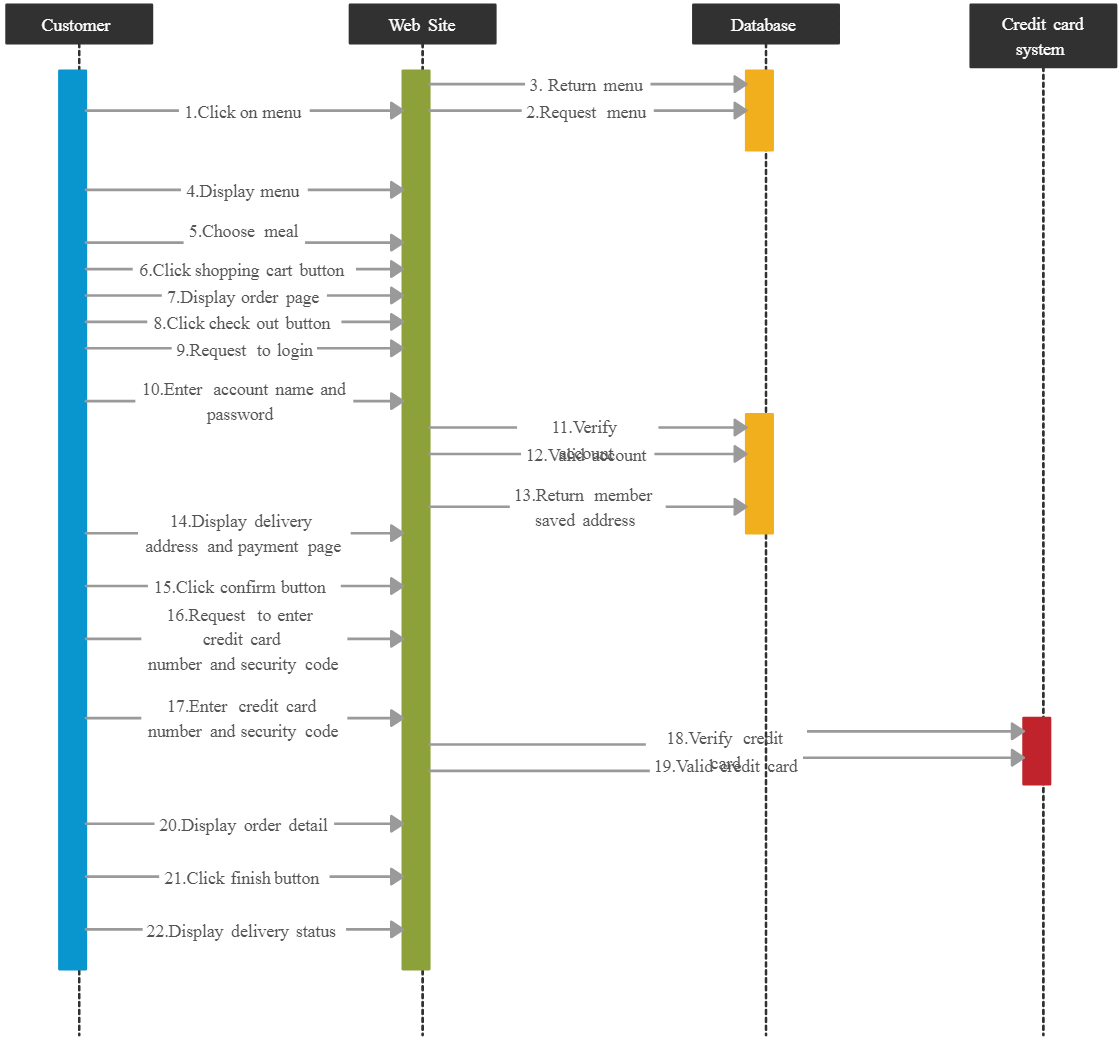 Customer
Web Site
Database
Credit card
system
3. Return menu
1.Click on menu
2.Request menu
4.Display menu
5.Choose meal
6.Click shopping cart button
7.Display order page
8.Click check out button
9.Request to login
10.Enter account name and
password
11.Verify
account
12.Valid account
13.Return member
saved address
14.Display delivery
address and payment page
15.Click confirm button
16.Request to enter
credit card
number and security code
17.Enter credit card
number and security code
18.Verify credit
card
19.Valid credit card
20.Display order detail
21.Click finish button
22.Display delivery status